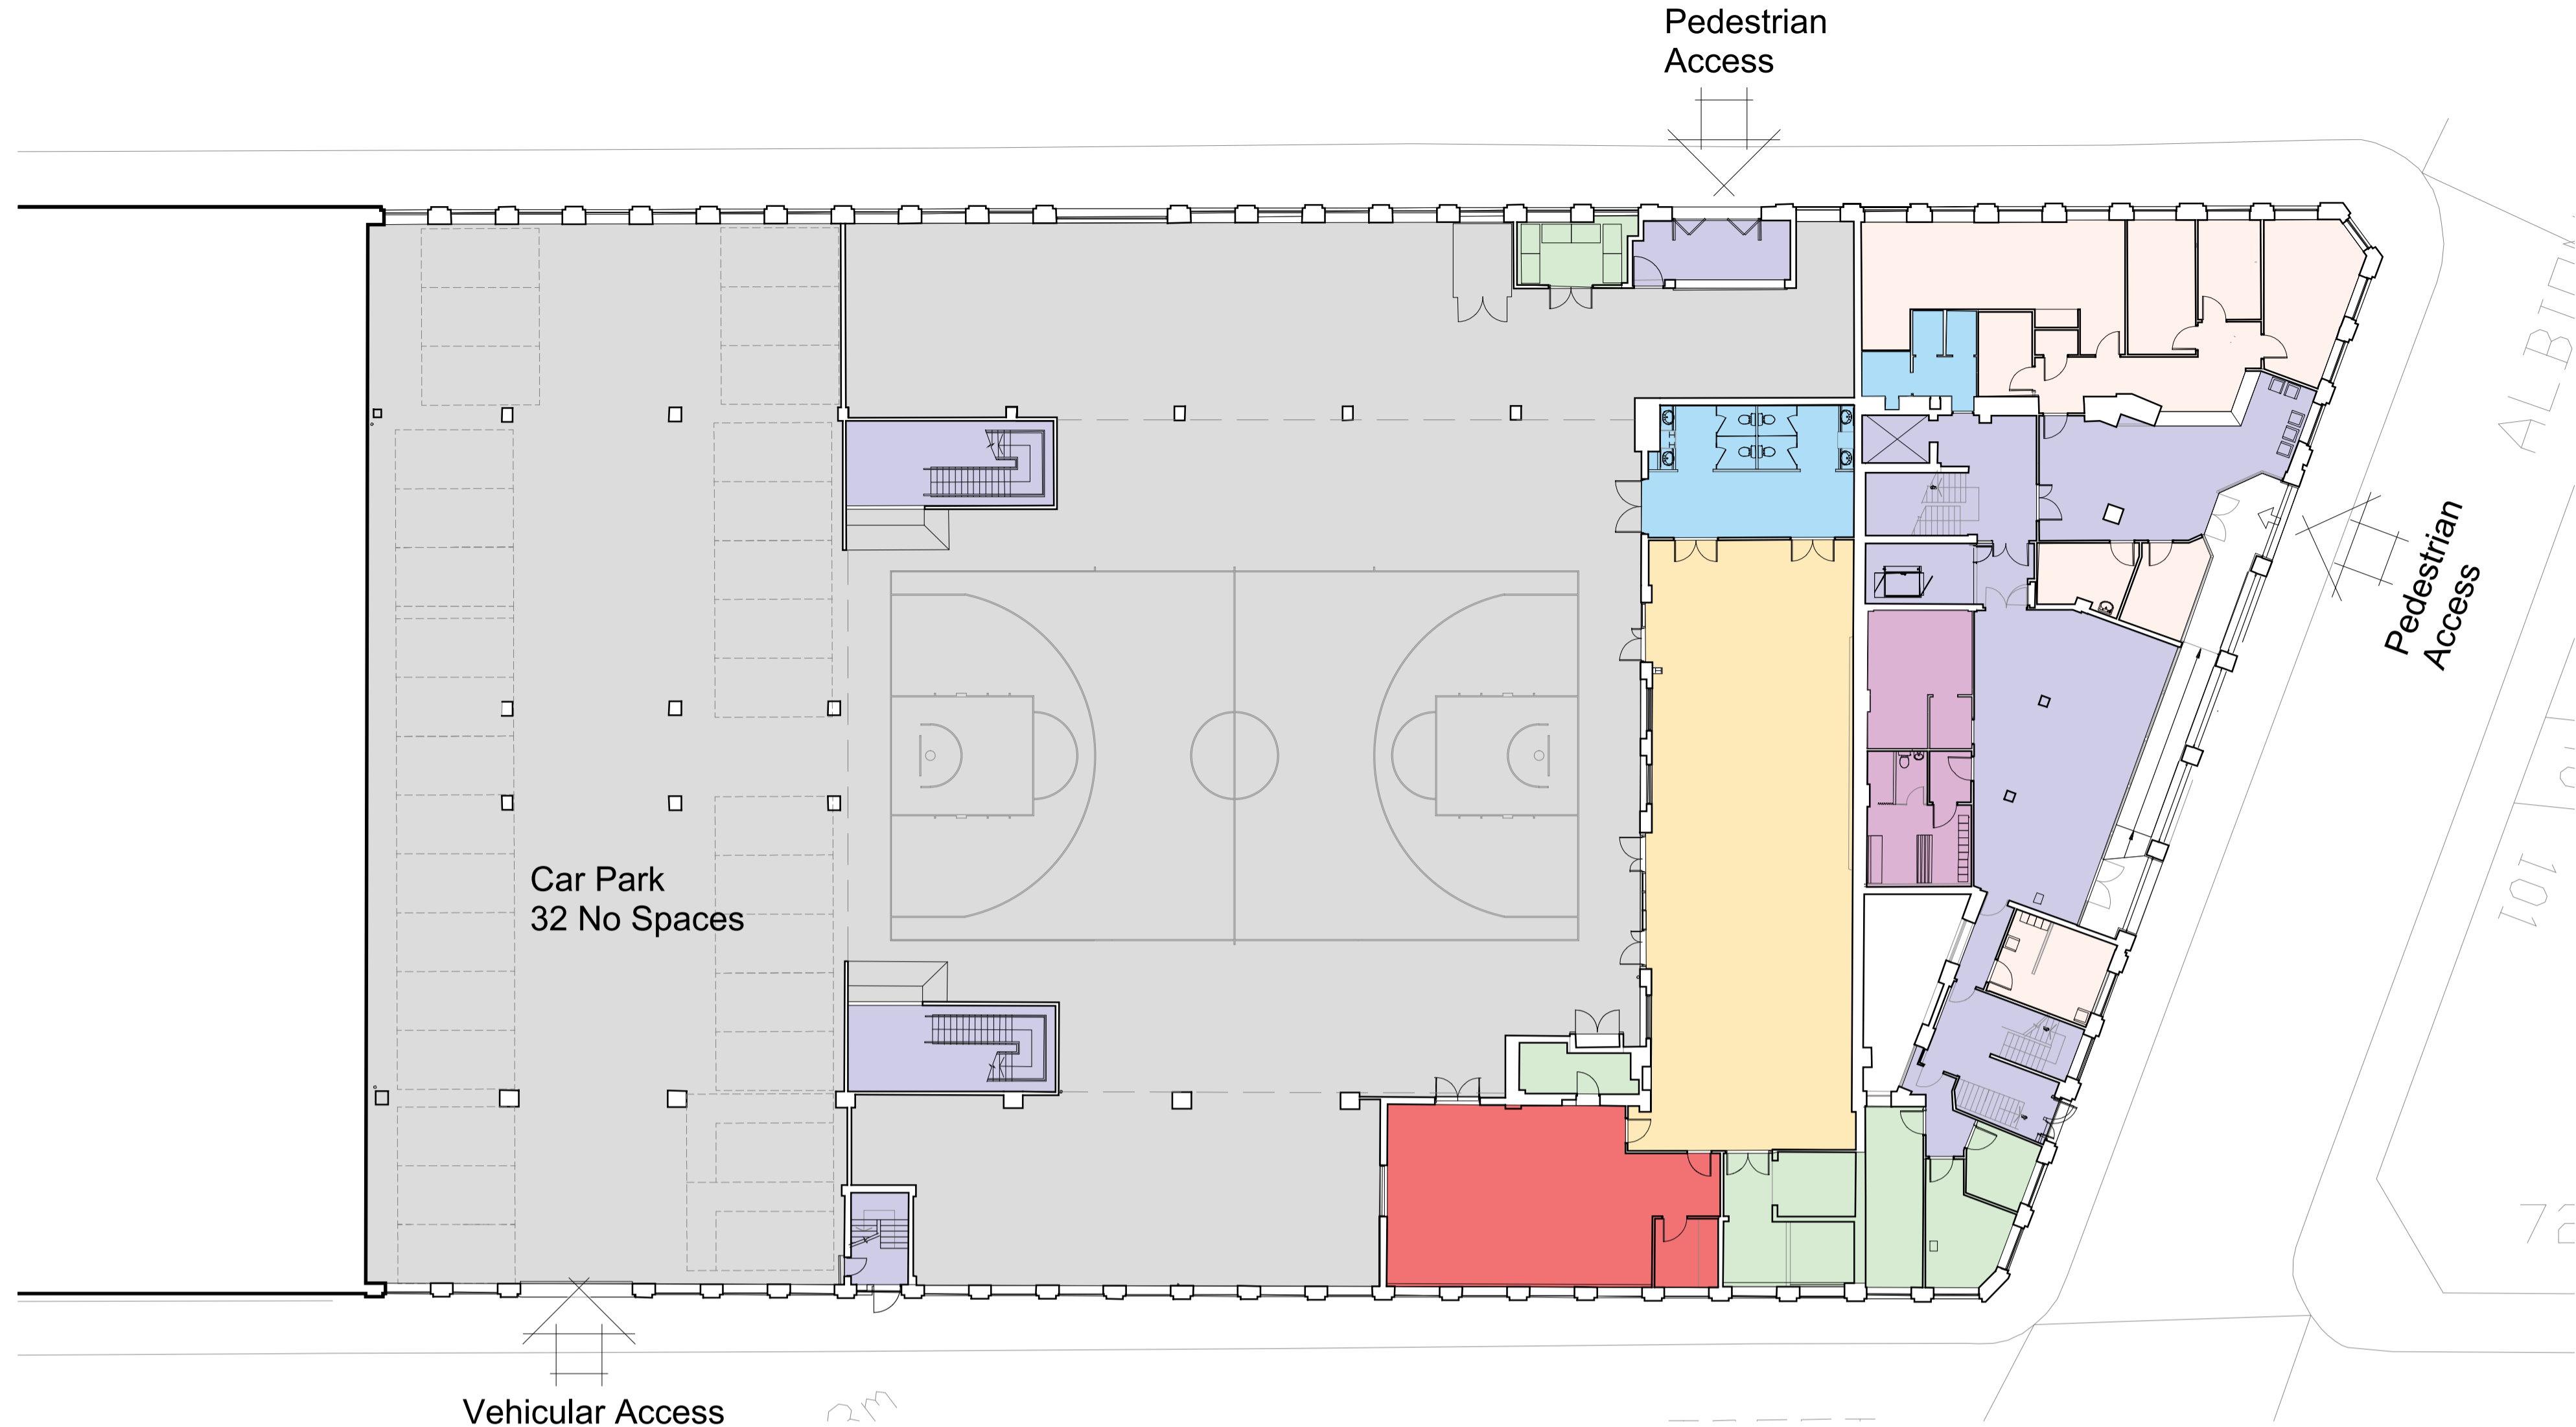 Pedestrian
Access
Pedestrian
Access
Car Park
32 No Spaces
Vehicular Access
101